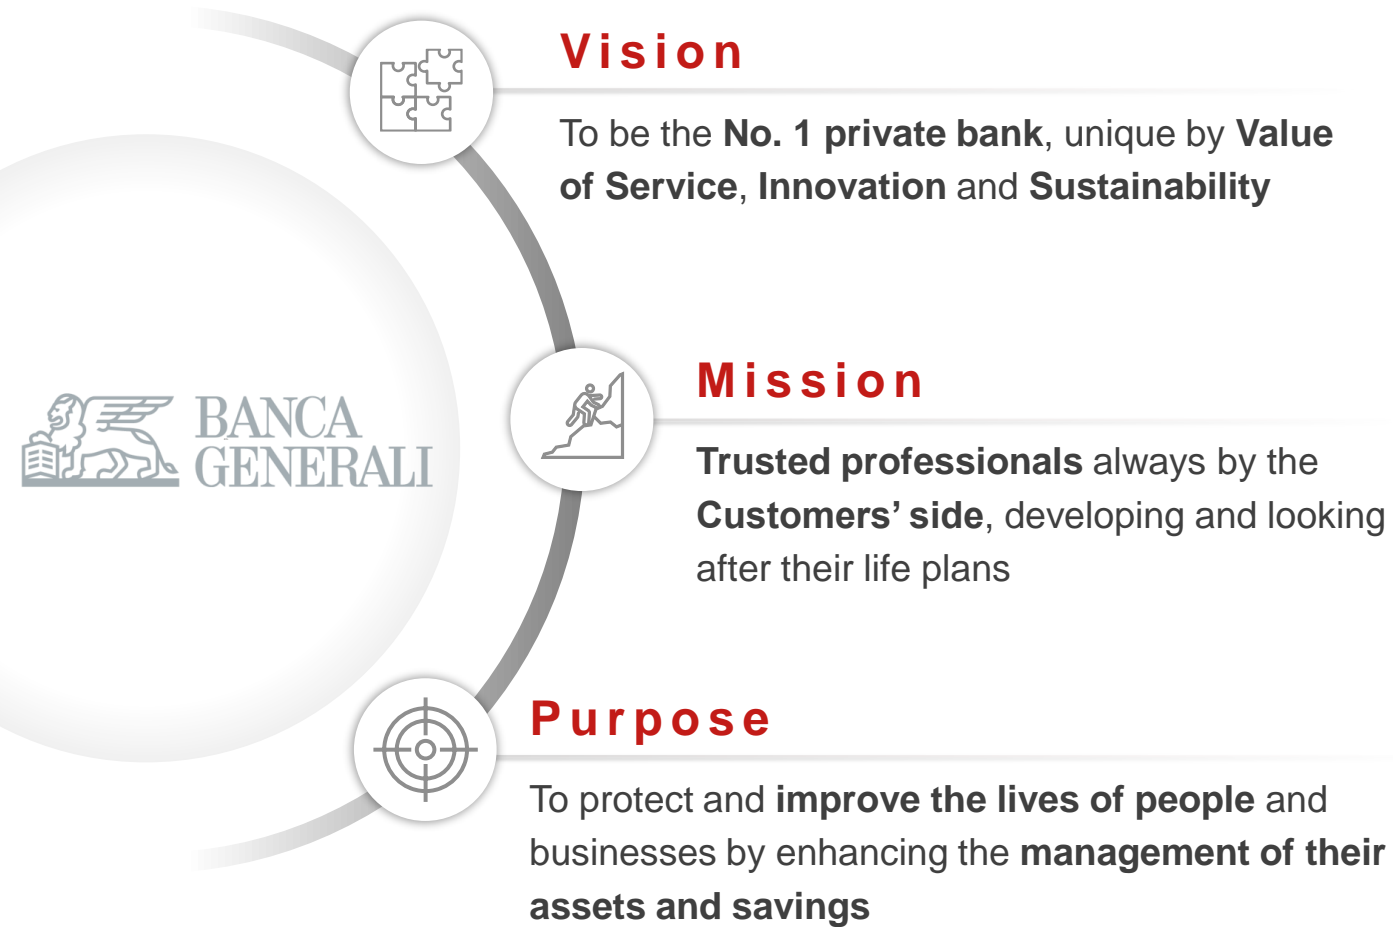 Vision
To be the No. 1 private bank, unique by Value
of Service, Innovation and Sustainability
BANCA
GENERALI
Mission
Trusted professionals always by the
Customers’ side, developing and looking
after their life plans
Purpose
To protect and improve the lives of people and
businesses by enhancing the management of their
assets and savings